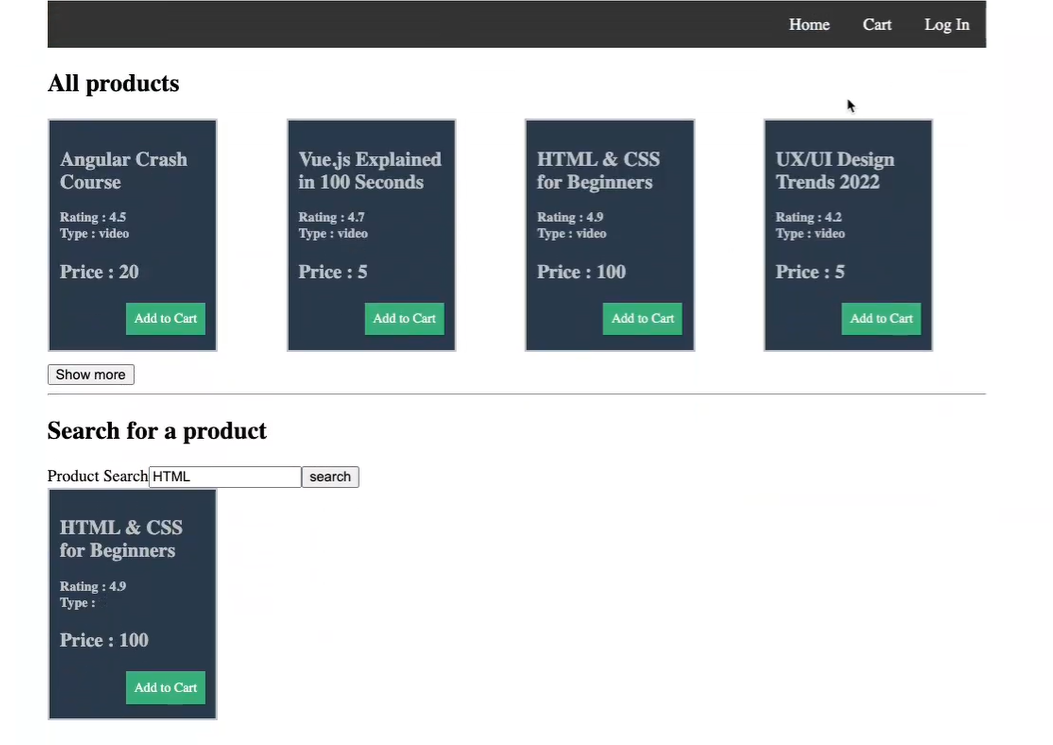 Home Cart Log In
All products
Angular Crash
Course
Rating : 4.5
Type : video
Price : 20
Add to Cart
Vue.js Explained
in 100 Seconds
Rating : 4.7
Type : video
Price : 5
Add to Cart
HTML & CSS
for Beginners
Rating : 4.9
Type : video
Price : 100
Add to Cart
UX/UI Design
Trends 2022
Rating : 4.2
Type : video
Price : 5
Add to Cart
Show more
Search for a product
Product Search HTML search
HTML & CSS
for Beginners
Rating : 4.9
Type :
Price : 100
Add to Cart